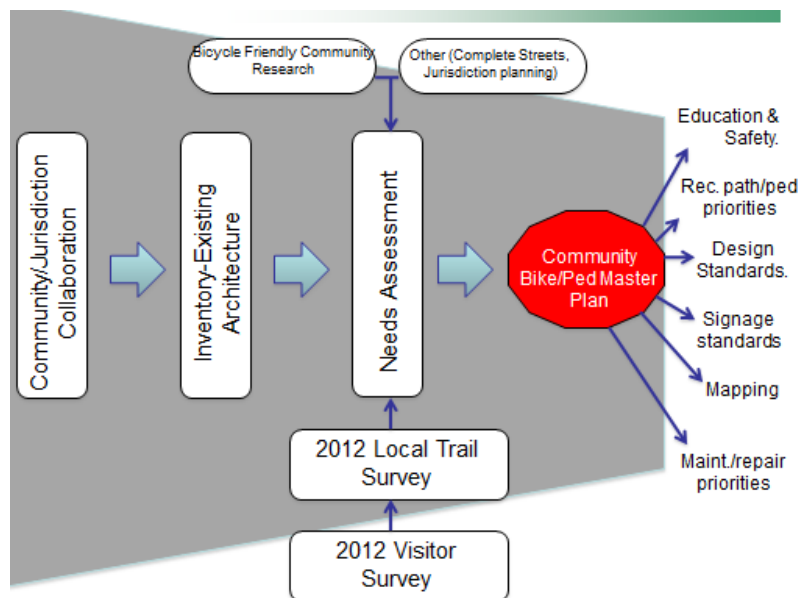 Bicycle Friendly Community
Research
Other (Complete Streets,
Jurisdiction planning)
Community/Jurisdiction
Collaboration
Inventory-Existing
Architecture
Needs Assessment
Community
Bike/Ped Master
Plan
Education &
Safety.
Rec. path/ped
priorities
Design
Standards.
Signage
standards
Mapping
Maint./repair
priorities
2012 Local Trail
Survey
2012 Visitor
Survey